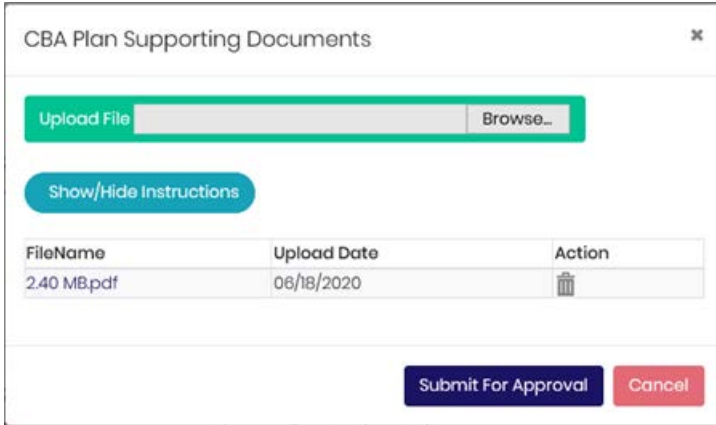 CBA Plan Supporting Documents ×
Upload File Browse...
Show/Hide Instructions
FileName Upload Date Action
2.40 MB.pdf 06/18/2020
Submit For Approval Cancel